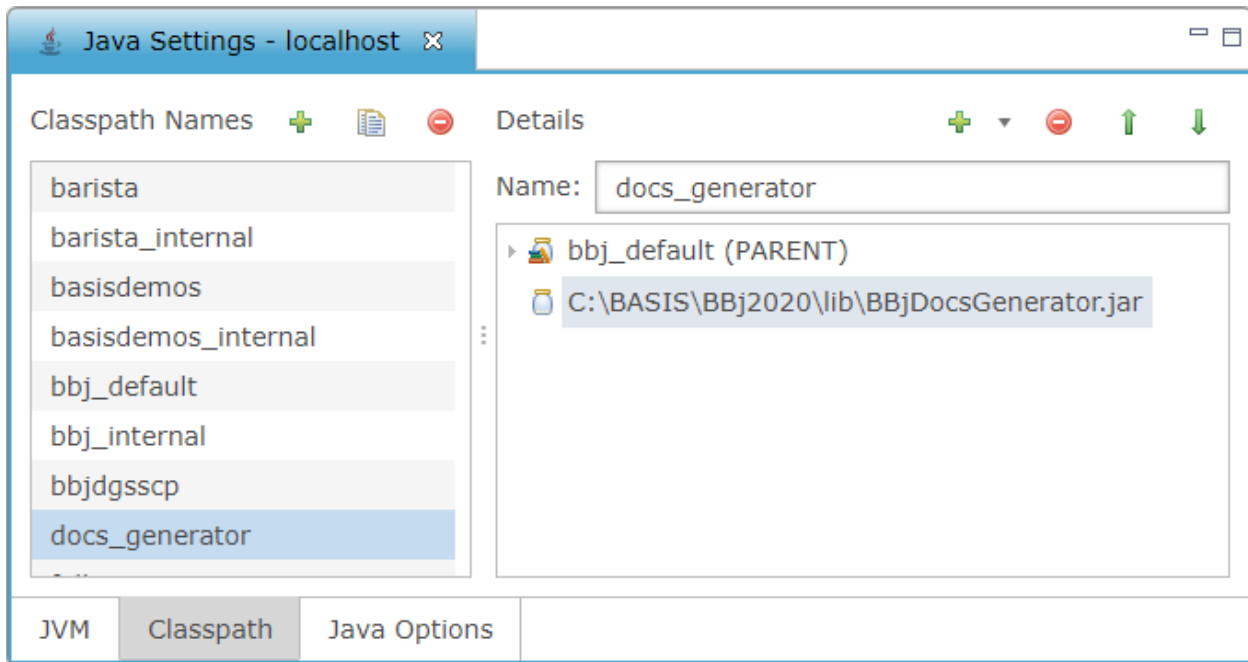 Java Settings - localhost
Classpath Names
Details
barista
barista_internal
basisdemos
basisdemos_internal
bbj_default
bbj_internal
bbjdgsscp
docs_generator
Name: docs_generator
bbj_default (PARENT)
C:\BASIS\BBj2020\lib\BBjDocsGenerator.jar
JVM
Classpath
Java Options